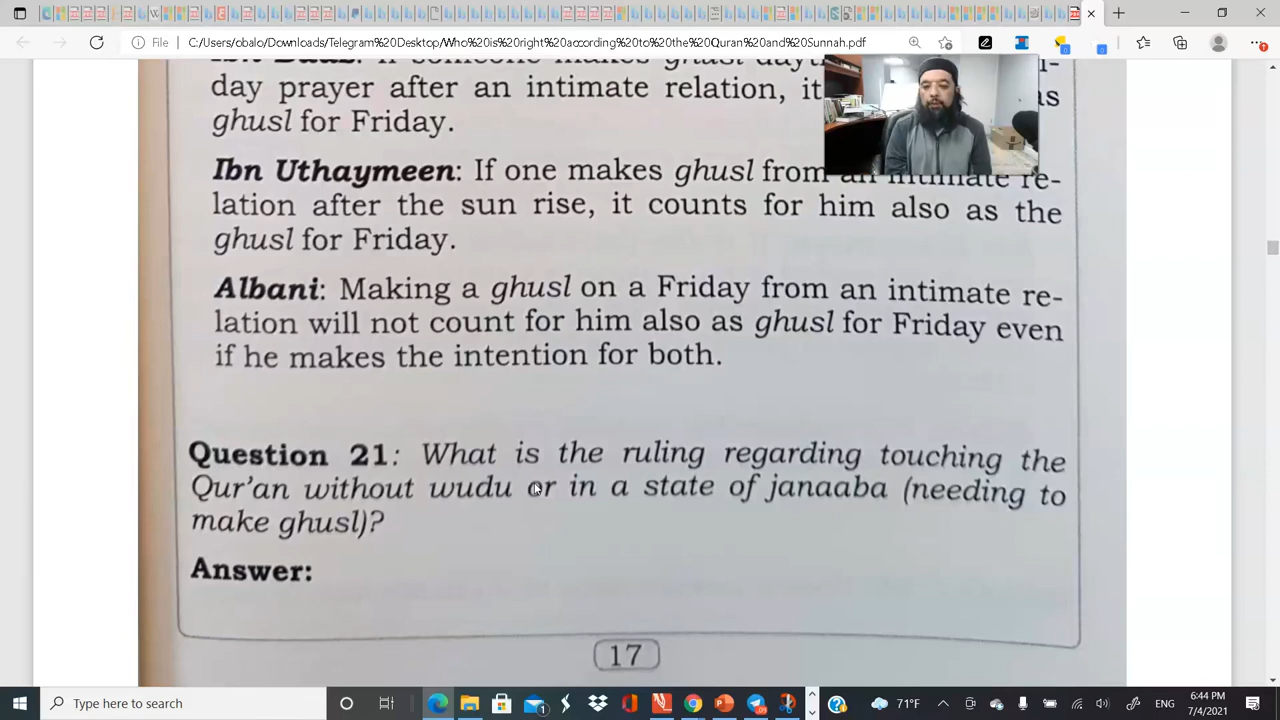 File
C:/Users/obalo/Downloads/Telegram%20Desktop/Who%20is%20right%20according%20to%20the%20Quran%20and%20Sunnah.pdf
day prayer after an intimate relation, it as
ghusl for Friday.
Ibn Uthaymeen: If one makes ghusl from an intimate re-
lation after the sun rise, it counts for him also as the
ghusl for Friday.
Albani: Making a ghusl on a Friday from an intimate re-
lation will not count for him also as ghusl for Friday even
if he makes the intention for both.
Question 21: What is the ruling regarding touching the
Qur'an without wudu or in a state of janaaba (needing to
make ghusl)?
Answer:
17
Type here to search
71°F
ENG
6:44 PM
7/4/2021